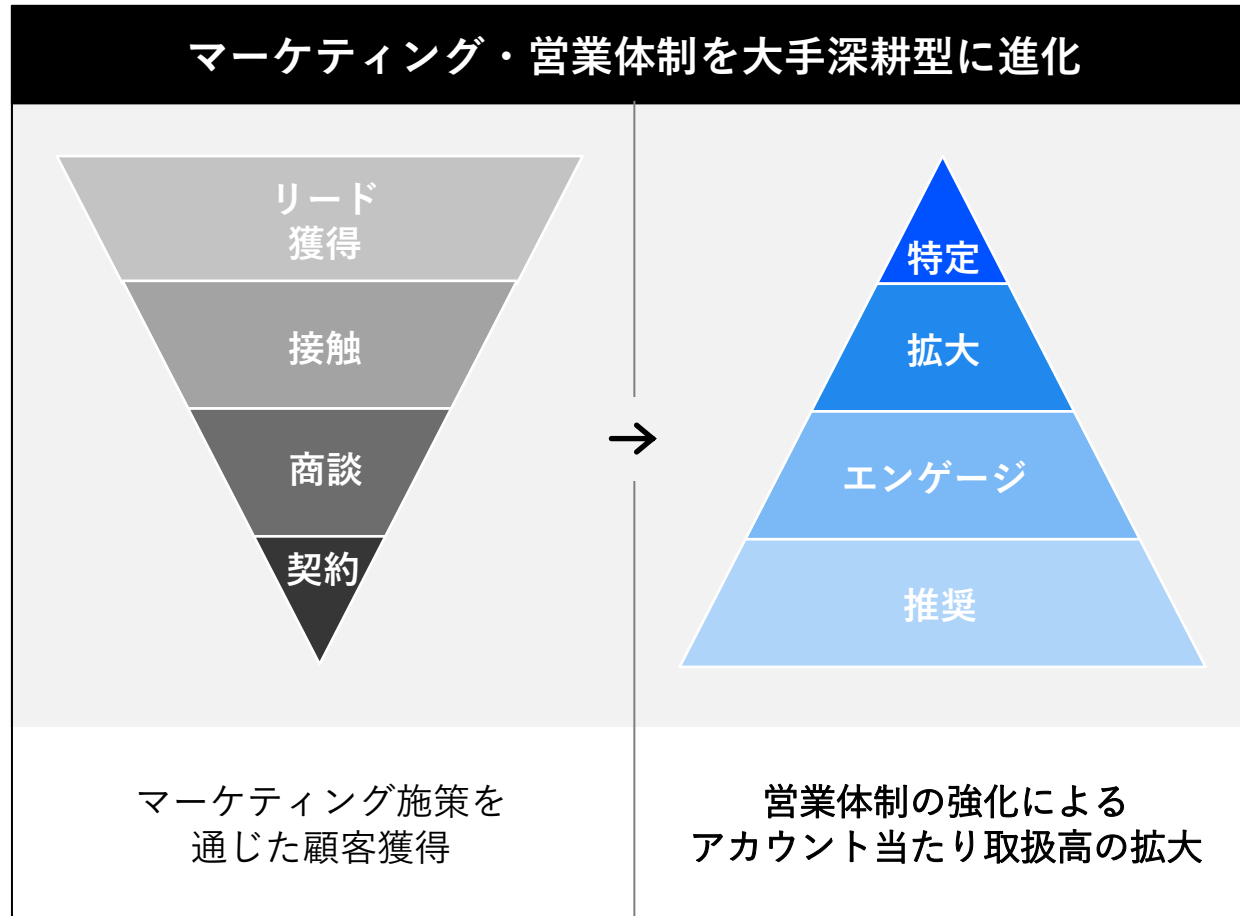 マーケティング・営業体制を大手深耕型に進化
リード
獲得
接触
商談
契約
マーケティング施策を
通じた顧客獲得
→
特定
拡大
エンゲージ
推奨
営業体制の強化による
アカウント当たり取扱高の拡大